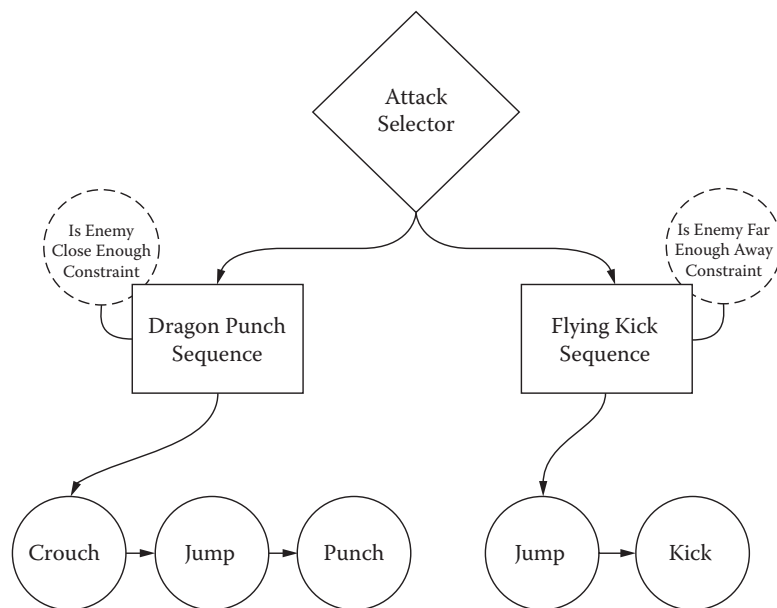 Attack
Selector
Is Enemy
Close Enough
Constraint
Is Enemy Far
Enough Away
Constraint
Dragon Punch
Sequence
Flying Kick
Sequence
Crouch
Jump
Punch
Jump
Kick